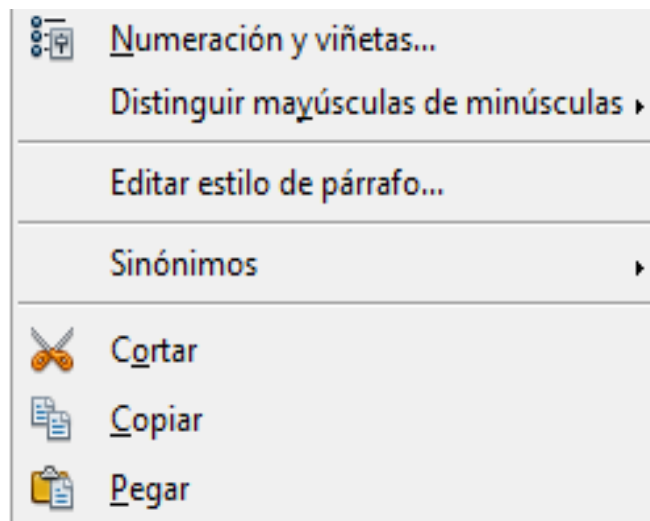 Numeración y viñetas...
Distinguir mayúsculas de minúsculas
Editar estilo de párrafo...
Sinónimos
Cortar
Copiar
Pegar